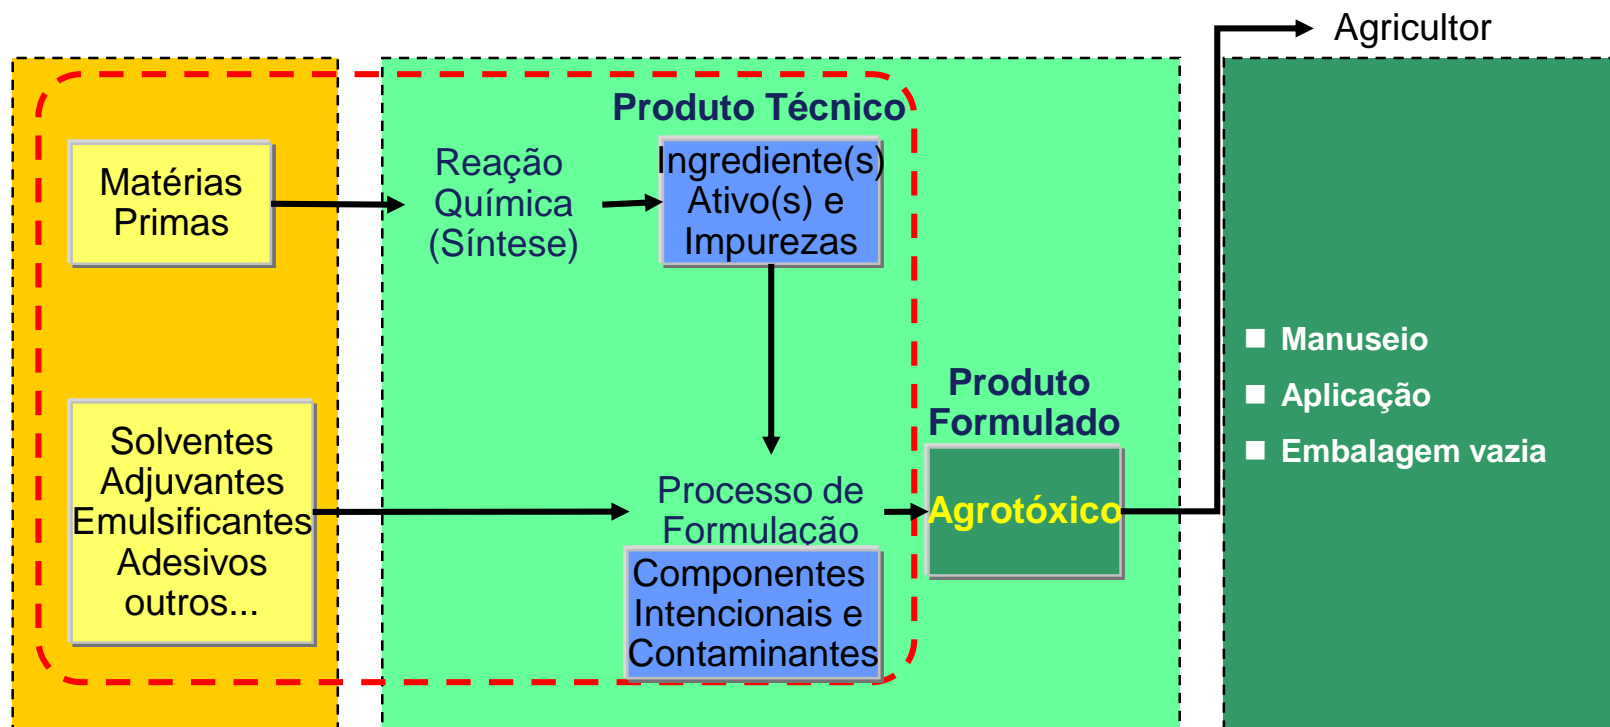 Agricultor
Produto Técnico
Matérias
Primas
Reação
Química
(Síntese)
Ingrediente(s)
Ativo(s) e
Impurezas
Solventes
Adjuvantes
Emulsificantes
Adesivos
outros...
Processo de
Formulação
Componentes
Intencionais e
Contaminantes
Produto
Formulado
Agrotóxico
Manuseio
Aplicação
Embalagem vazia